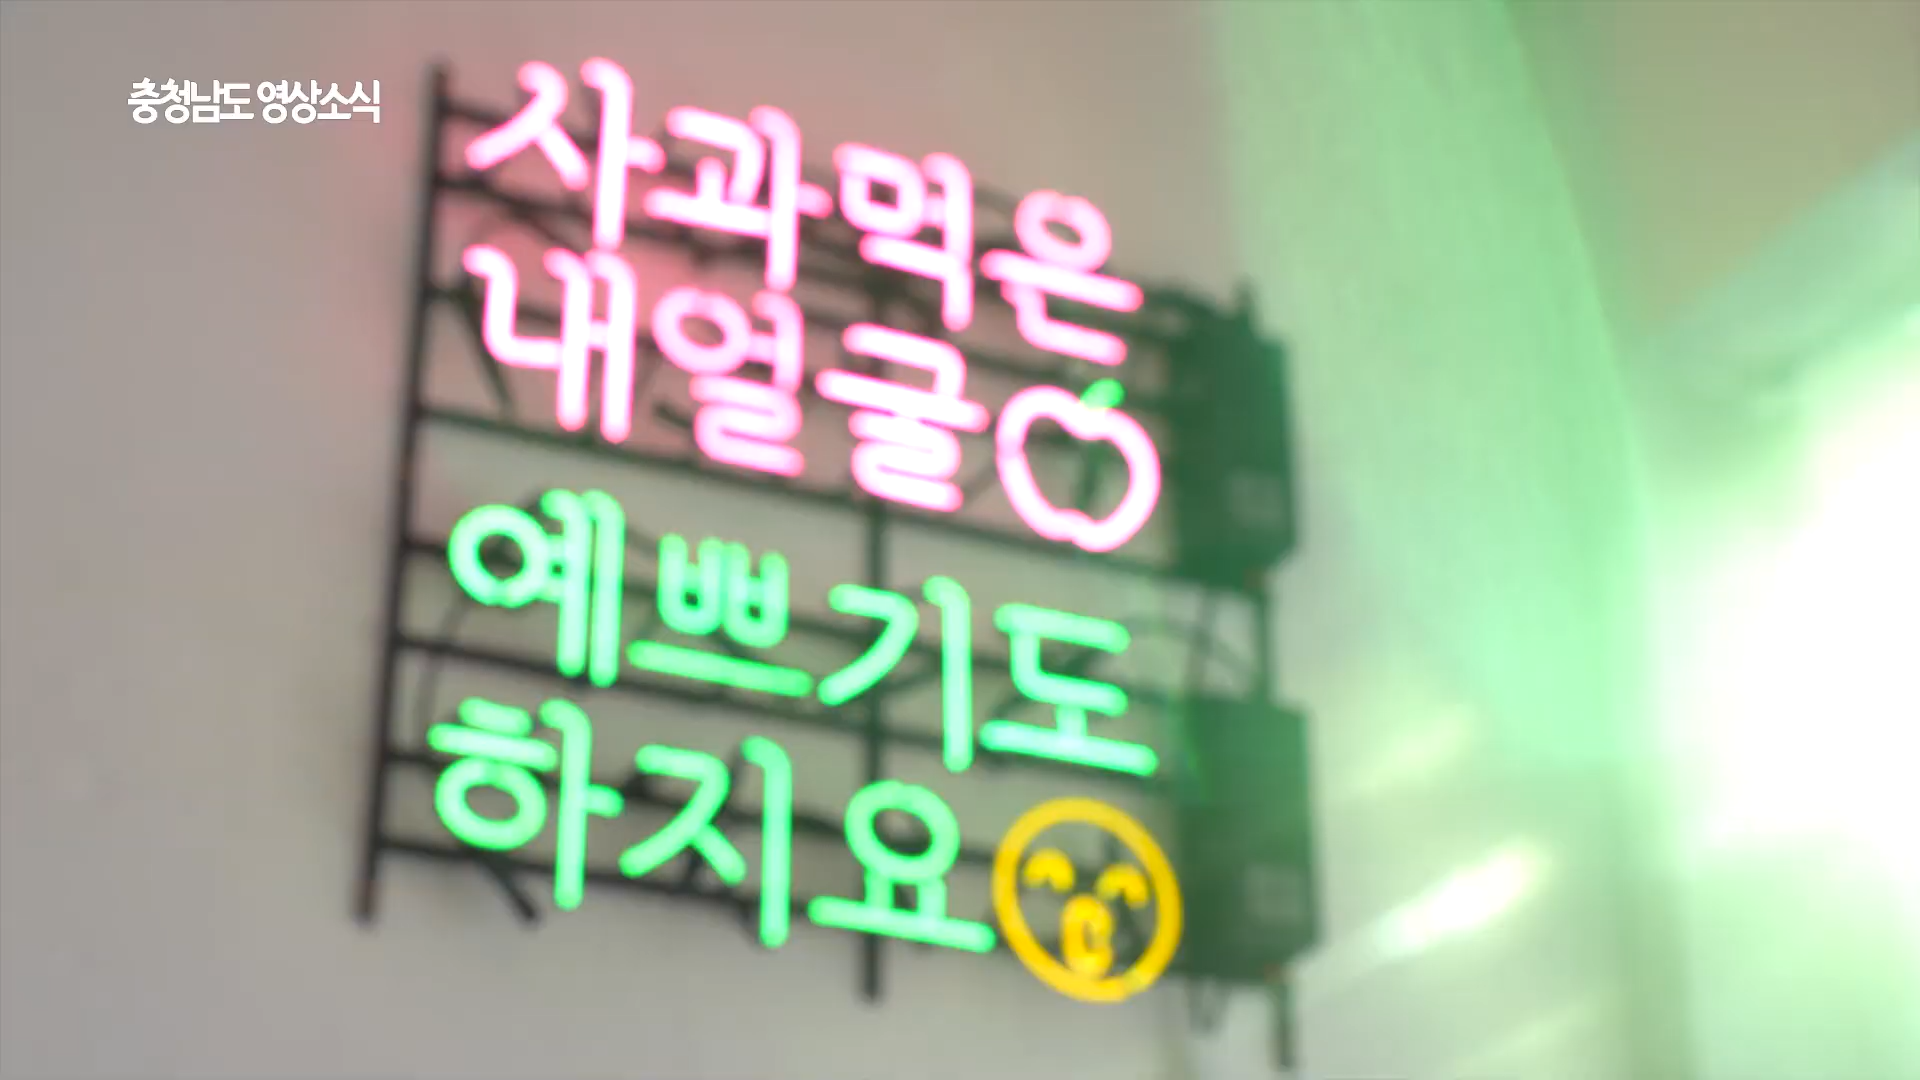 충청남도 영상소식
사과먹은
내얼굴
예쁘기도
하지요